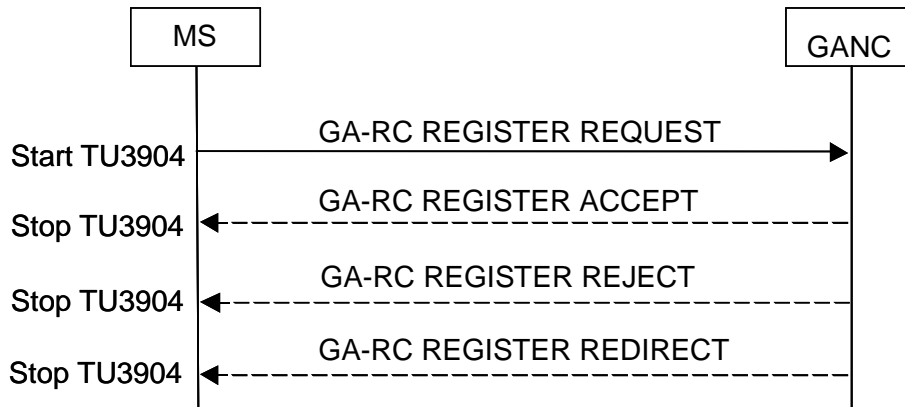 MS
GANC
GA-RC REGISTER REQUEST
Start TU3904
GA-RC REGISTER ACCEPT
Stop TU3904
GA-RC REGISTER REJECT
Stop TU3904
GA-RC REGISTER REDIRECT
Stop TU3904